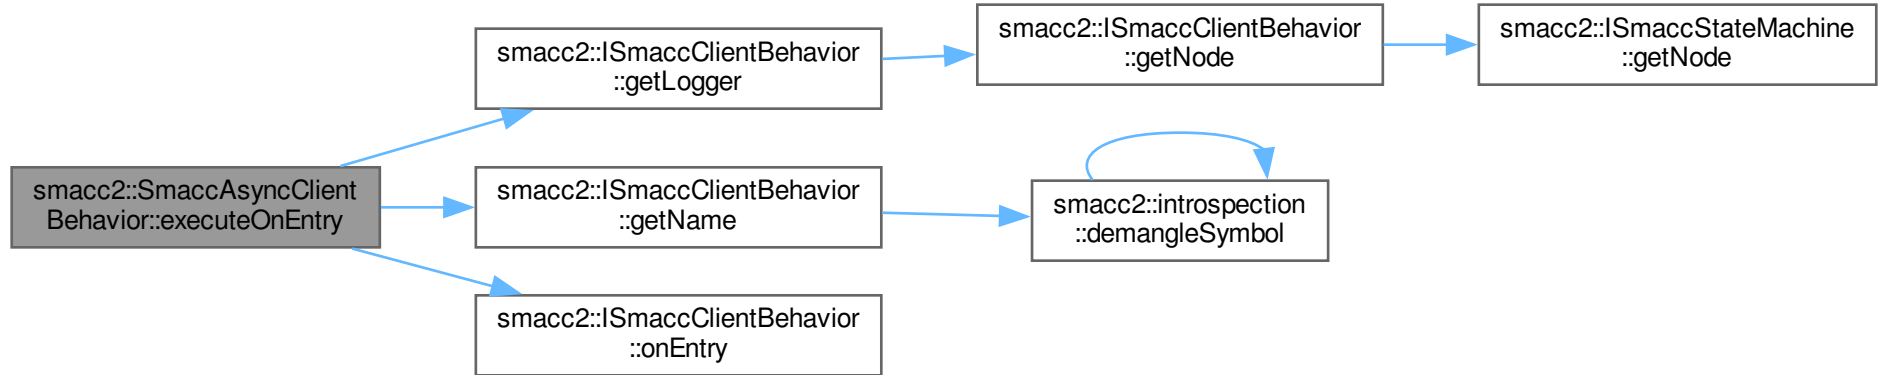 smacc2::SmaccAsyncClient
Behavior::executeOnEntry
smacc2::ISmaccClientBehavior
::getLogger
smacc2::ISmaccClientBehavior
::getNode
smacc2::ISmaccStateMachine
::getNode
smacc2::ISmaccClientBehavior
::getName
smacc2::introspection
::demangleSymbol
smacc2::ISmaccClientBehavior
::onEntry